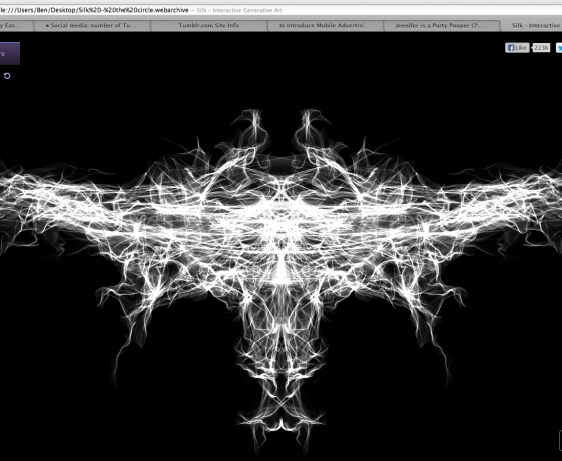 le:///Users/Ben/Desktop/Silk%20-%20the%20circle.webarchive — Silk – Interactive Generative Art
y Eas... • Social media: number of Tu... Tumblr.com Site Info to Introduce Mobile Advertisi... Jennifer is a Party Pooper (7:... Silk – Interactive
Like 223k